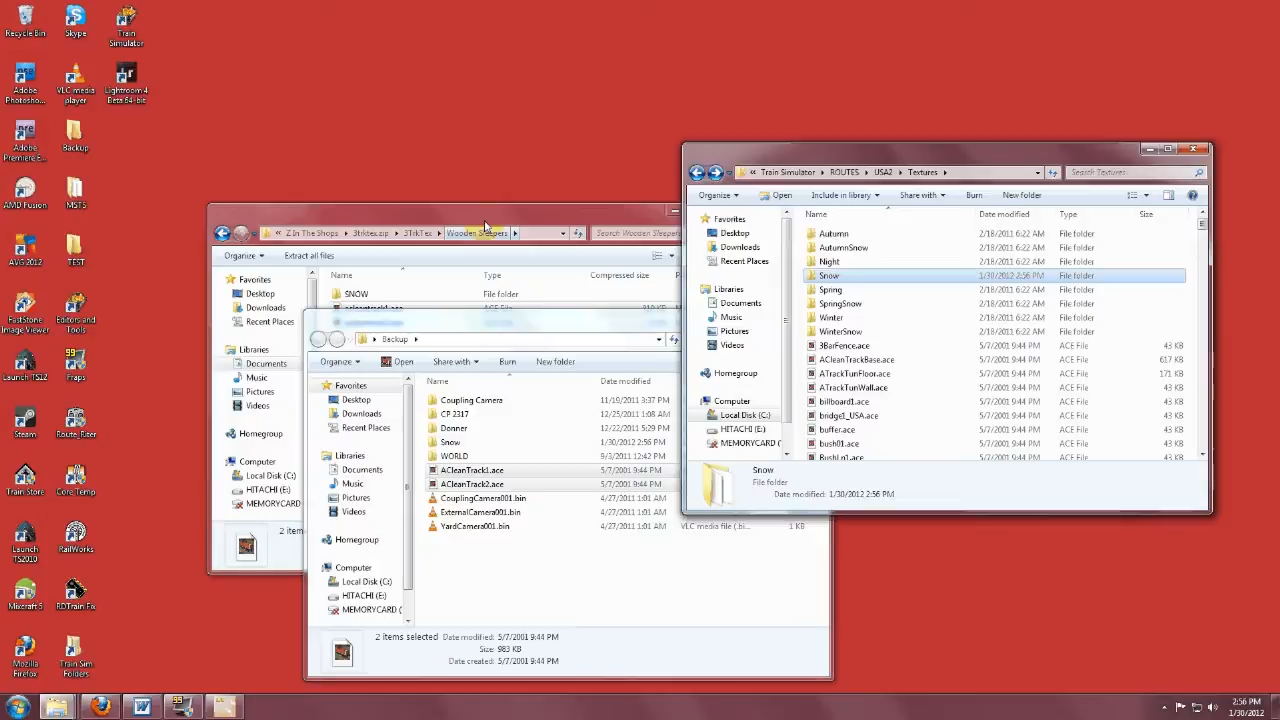 Recycle Bin
Skype
Train Simulator
Adobe Photosho...
VLC media player
Lightroom 4 Beta 64-bit
Adobe Premiere E...
Backup
AMD Fusion
MSTS
AVG 2012
TEST
FastStone Image Viewer
Editors and Tools
Launch TS12
Fraps
Steam
Route_Riter
Train Store
Core Temp
Launch TS2010
RailWorks
Mixcraft 5
RDTrain Fix
Mozilla Firefox
Train Sim Folders
« Z In The Shops ▸ 3trktex.zip ▸ 3TrkTex ▸ Wooden Sleepers ▸
Search Wooden Sleepers
Organize Extract all files
Name Type Compressed size
Favorites
Desktop
Downloads
Recent Places
Libraries
Documents
Music
Pictures
Videos
Homegroup
Computer
Local Disk (C:)
HITACHI (E:)
MEMORYCARD
SNOW File folder
acleantrack1.ace ACE File
2 items
Backup ▸
Organize Open Share with Burn New folder
Favorites
Desktop
Downloads
Recent Places
Libraries
Documents
Music
Pictures
Videos
Homegroup
Computer
Local Disk (C:)
HITACHI (E:)
MEMORYCARD (
Name Date modified
Coupling Camera 11/19/2011 3:37 PM
CP 2317 12/25/2011 1:08 AM
Donner 12/22/2011 5:29 PM
Snow 1/30/2012 2:56 PM
WORLD 9/3/2011 12:42 PM
ACleanTrack1.ace 5/7/2001 9:44 PM
ACleanTrack2.ace 5/7/2001 9:44 PM
CouplingCamera001.bin 4/27/2011 1:01 AM
ExternalCamera001.bin 4/27/2011 1:01 AM
YardCamera001.bin 4/27/2011 1:01 AM VLC media file (.bi... 1 KB
2 items selected Date modified: 5/7/2001 9:44 PM
Size: 983 KB
Date created: 5/7/2001 9:44 PM
« Train Simulator ▸ ROUTES ▸ USA2 ▸ Textures ▸
Search Textures
Organize Open Include in library Share with Burn New folder
Favorites
Desktop
Downloads
Recent Places
Libraries
Documents
Music
Pictures
Videos
Homegroup
Computer
Local Disk (C:)
HITACHI (E:)
MEMORYCARD (
Name Date modified Type Size
Autumn 2/18/2011 6:22 AM File folder
AutumnSnow 2/18/2011 6:22 AM File folder
Night 2/18/2011 6:22 AM File folder
Snow 1/30/2012 2:56 PM File folder
Spring 2/18/2011 6:22 AM File folder
SpringSnow 2/18/2011 6:22 AM File folder
Winter 2/18/2011 6:22 AM File folder
WinterSnow 2/18/2011 6:22 AM File folder
3BarFence.ace 5/7/2001 9:44 PM ACE File 43 KB
ACleanTrackBase.ace 5/7/2001 9:44 PM ACE File 617 KB
ATrackTunFloor.ace 5/7/2001 9:44 PM ACE File 171 KB
ATrackTunWall.ace 5/7/2001 9:44 PM ACE File 43 KB
billboard1.ace 5/7/2001 9:44 PM ACE File 43 KB
bridge1_USA.ace 5/7/2001 9:44 PM ACE File 43 KB
buffer.ace 5/7/2001 9:44 PM ACE File 43 KB
bush01.ace 5/7/2001 9:44 PM ACE File 43 KB
5/7/2001 9:44 PM ACE File 43 KB
Snow
File folder
Date modified: 1/30/2012 2:56 PM
2:56 PM
1/30/2012